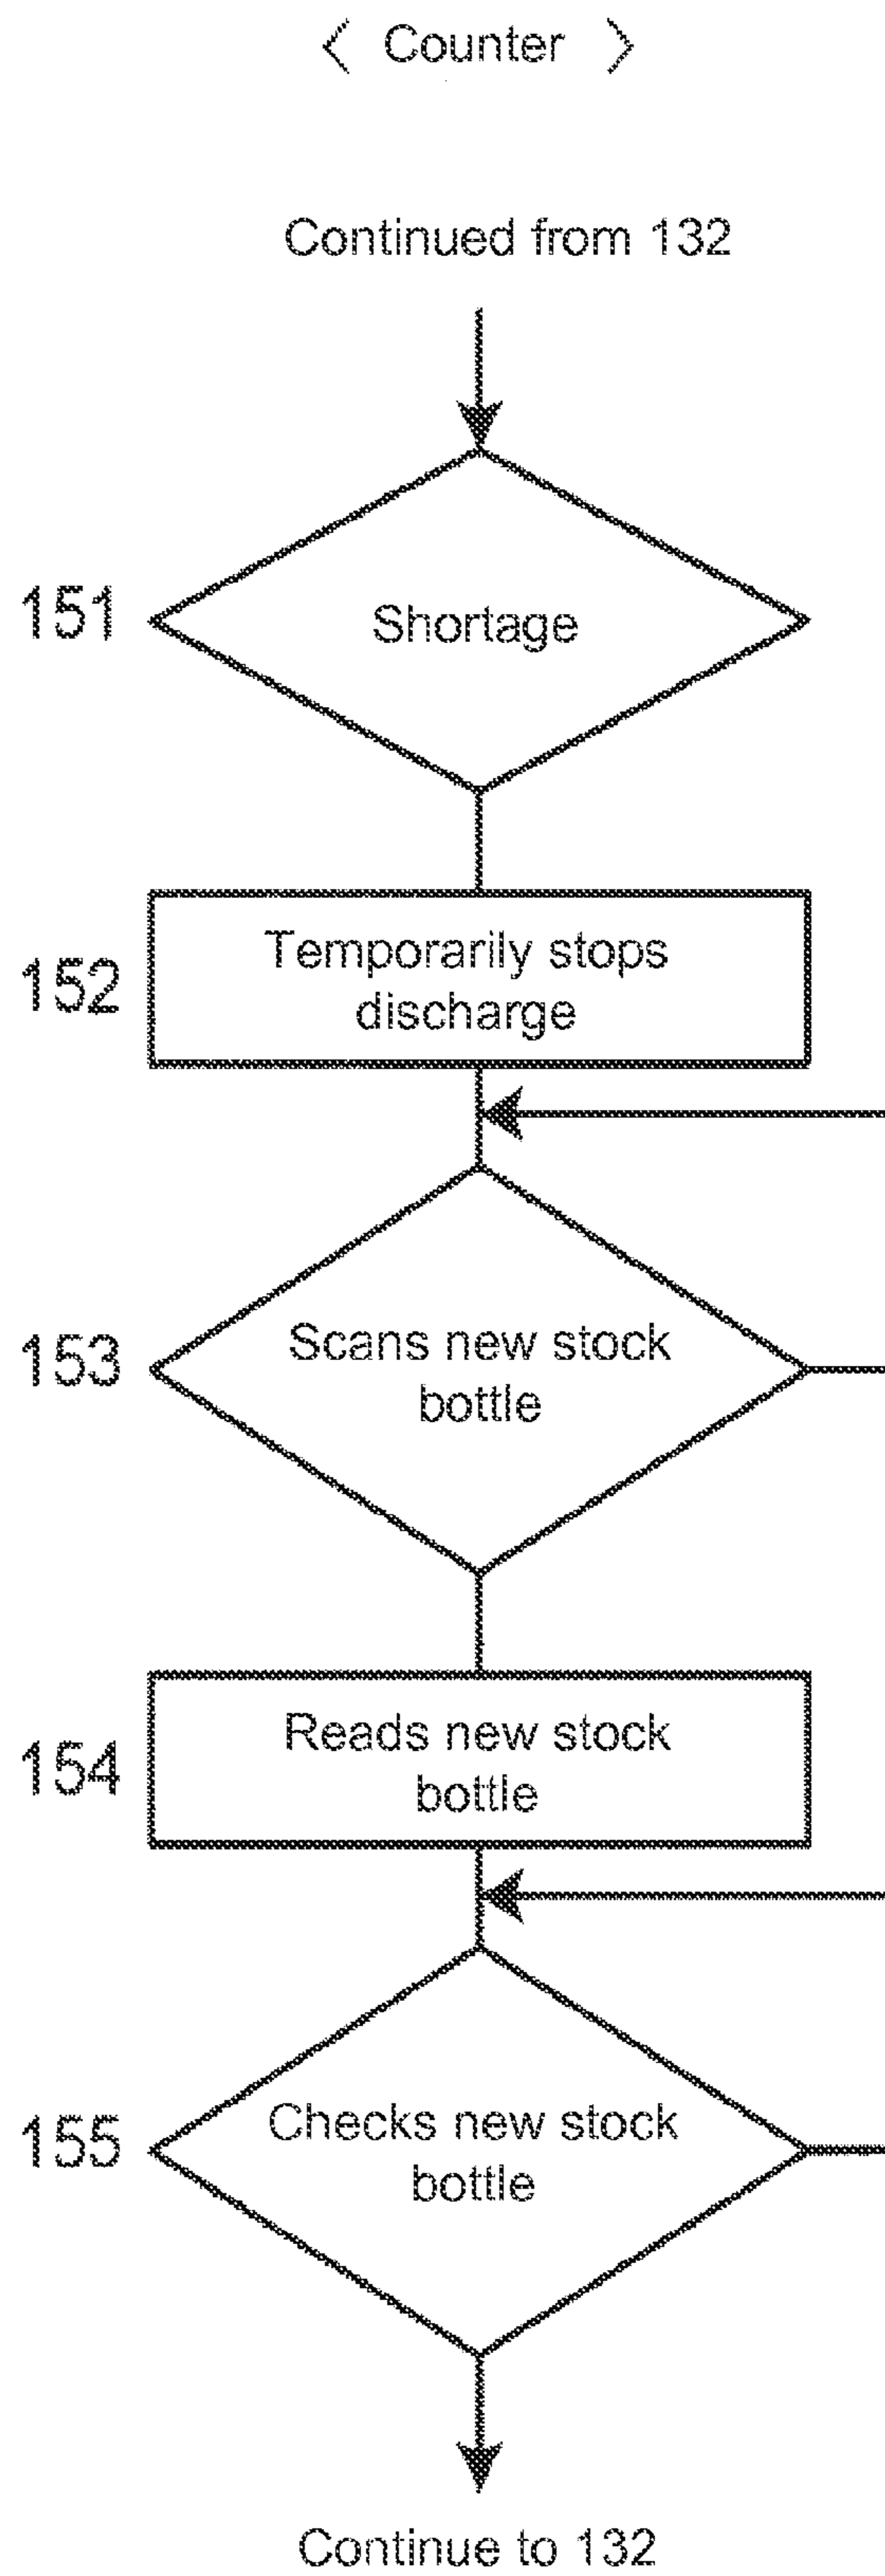 〈 Counter 〉
Continued from 132
151
Shortage
152
Temporarily stops
discharge
153
Scans new stock
bottle
154
Reads new stock
bottle
155
Checks new stock
bottle
Continue to 132